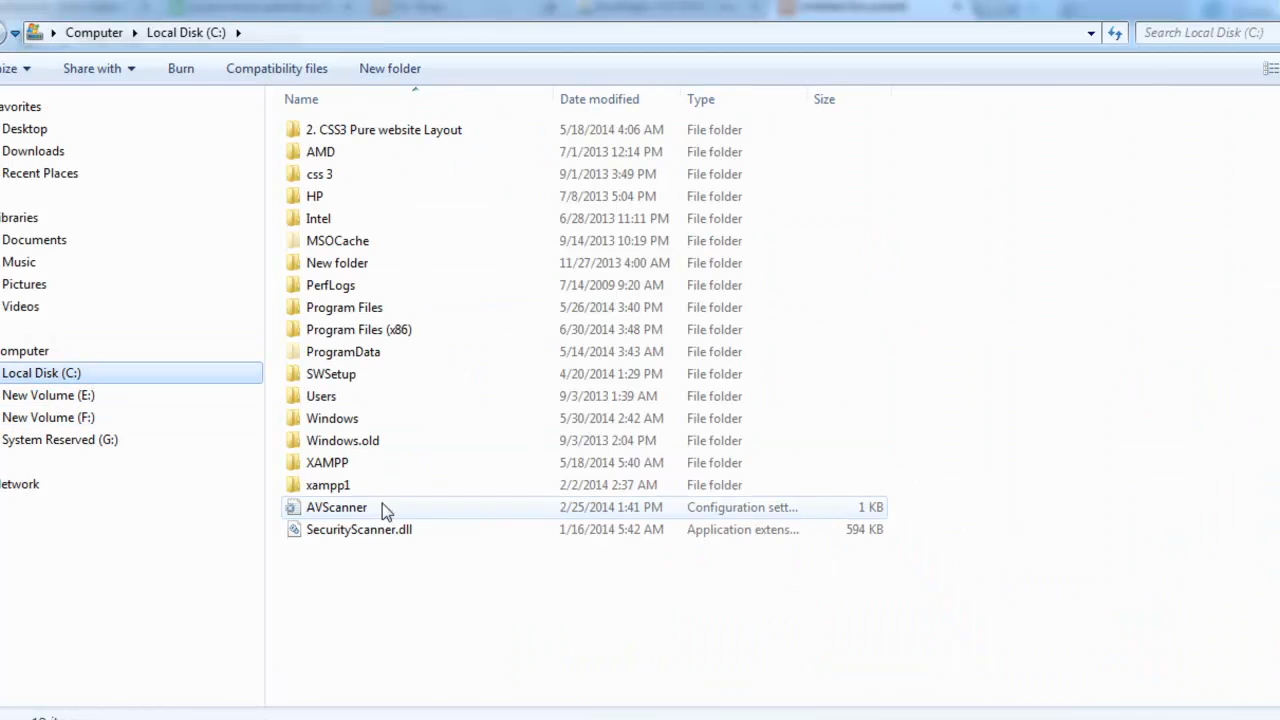 Computer ▸ Local Disk (C:) ▸ Search Local Disk (C:)
ize Share with Burn Compatibility files New folder
Name Date modified Type Size
avorites
Desktop
Downloads
Recent Places
ibraries
Documents
Music
Pictures
Videos
omputer
Local Disk (C:)
New Volume (E:)
New Volume (F:)
System Reserved (G:)
etwork
2. CSS3 Pure website Layout 5/18/2014 4:06 AM File folder
AMD 7/1/2013 12:14 PM File folder
css 3 9/1/2013 3:49 PM File folder
HP 7/8/2013 5:04 PM File folder
Intel 6/28/2013 11:11 PM File folder
MSOCache 9/14/2013 10:19 PM File folder
New folder 11/27/2013 4:00 AM File folder
PerfLogs 7/14/2009 9:20 AM File folder
Program Files 5/26/2014 3:40 PM File folder
Program Files (x86) 6/30/2014 3:48 PM File folder
ProgramData 5/14/2014 3:43 AM File folder
SWSetup 4/20/2014 1:29 PM File folder
Users 9/3/2013 1:39 AM File folder
Windows 5/30/2014 2:42 AM File folder
Windows.old 9/3/2013 2:04 PM File folder
XAMPP 5/18/2014 5:40 AM File folder
xampp1 2/2/2014 2:37 AM File folder
AVScanner 2/25/2014 1:41 PM Configuration sett... 1 KB
SecurityScanner.dll 1/16/2014 5:42 AM Application extens... 594 KB